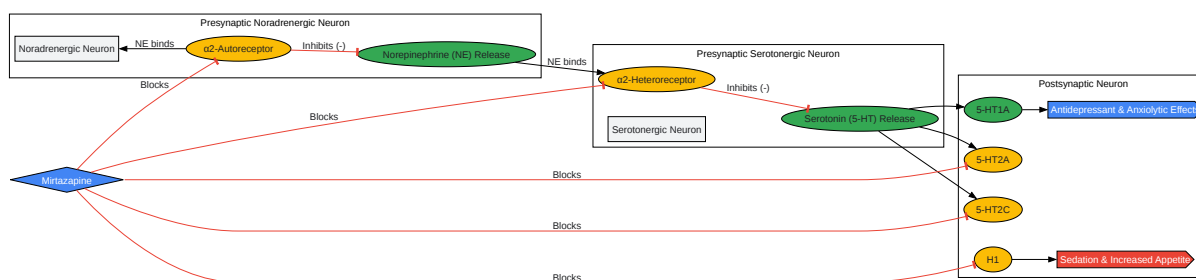 Presynaptic Noradrenergic Neuron
Noradrenergic Neuron
NE binds
α2-Autoreceptor
Inhibits (-)
Norepinephrine (NE) Release
NE binds
Presynaptic Serotonergic Neuron
α2-Heteroreceptor
Inhibits (-)
Serotonergic Neuron
Serotonin (5-HT) Release
Postsynaptic Neuron
5-HT1A
Antidepressant & Anxiolytic Effect
5-HT2A
5-HT2C
H1
Sedation & Increased Appetite
Mirtazapine
Blocks
Blocks
Blocks
Blocks
Blocks